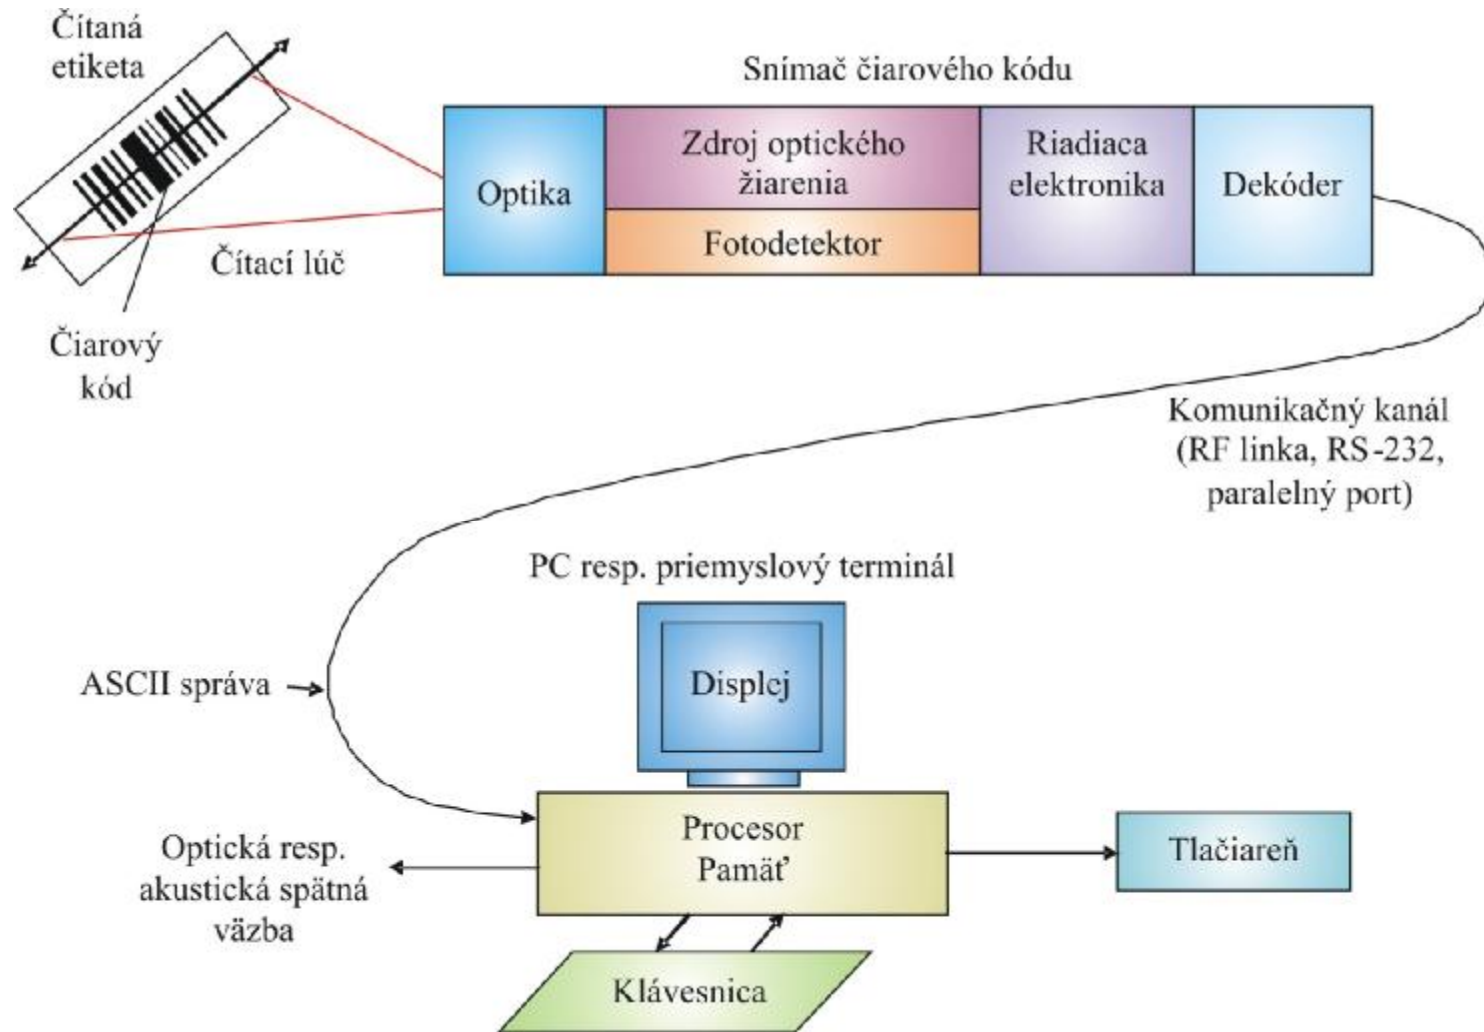 Čítaná
etiketa
Snímač čiarového kódu
Optika
Zdroj optického
žiarenia
Fotodetektor
Riadiaca
elektronika
Dekóder
Čítací lúč
Čiarový
kód
Komunikačný kanál
(RF linka, RS-232,
paralelný port)
PC resp. priemyslový terminál
ASCII správa
Displej
Procesor
Pamäť
Optická resp.
akustická spätná
väzba
Tlačiareň
Klávesnica